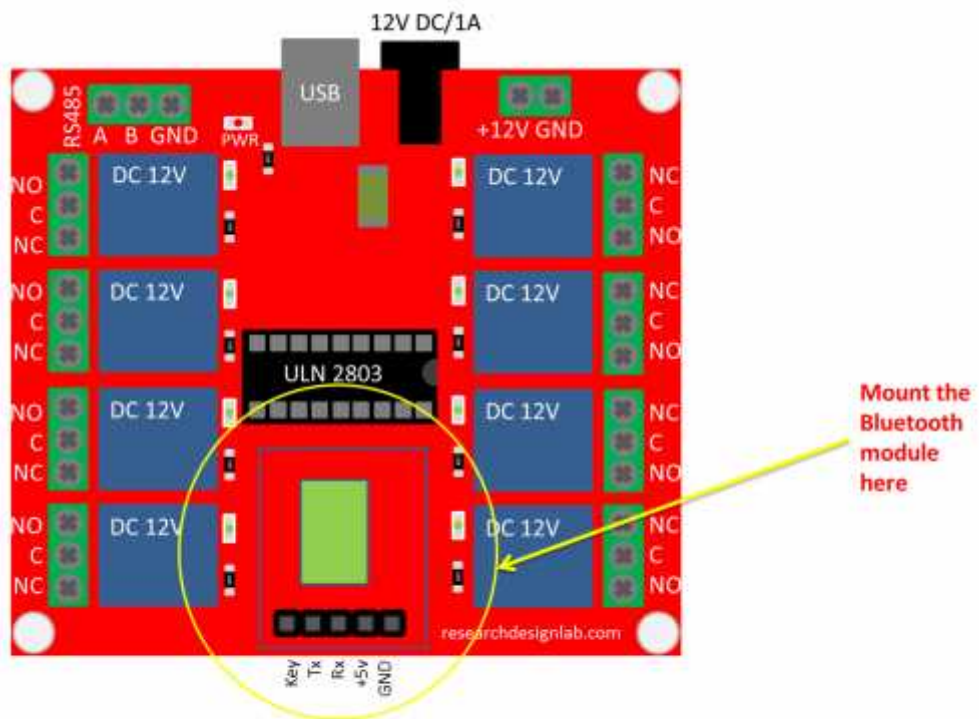 12V DC/1A
USB
RS485
A B GND
PWR
+12V GND
NO
C
NC
DC 12V
DC 12V
NC
C
NO
NO
C
NC
DC 12V
DC 12V
NC
C
NO
ULN 2803
NO
C
NC
DC 12V
DC 12V
NC
C
NO
Mount the
Bluetooth
module
here
NO
C
NC
DC 12V
DC 12V
NC
C
NO
researchdesignlab.com
Key
Tx
Rx
+5v
GND